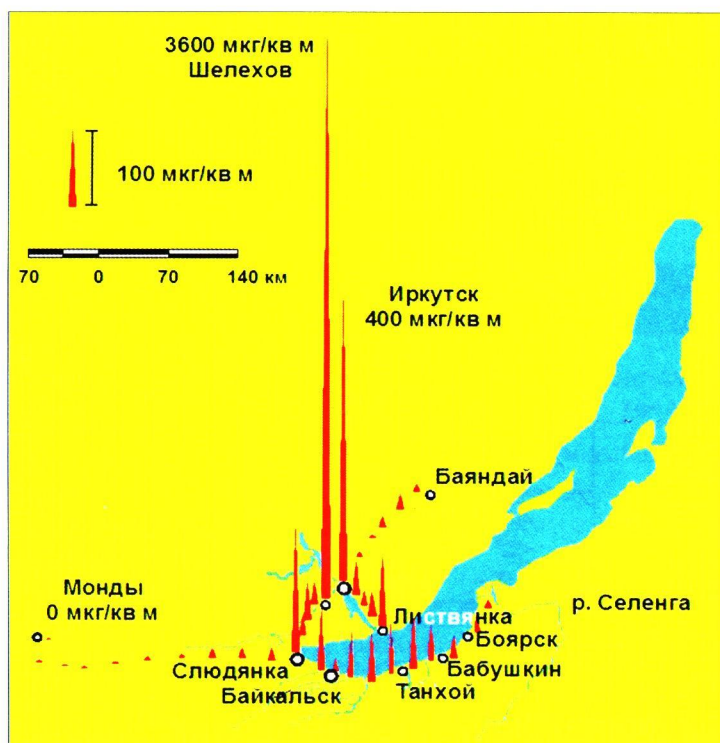 3600 мкг/кв м
Шелехов
100 мкг/кв м
70 0 70 140 км
Иркутск
400 мкг/кв м
Баяндай
Монды
0 мкг/кв м
р. Селенга
Листвянка
Боярск
Слюдянка
Бабушкин
Байкальск
Танхой